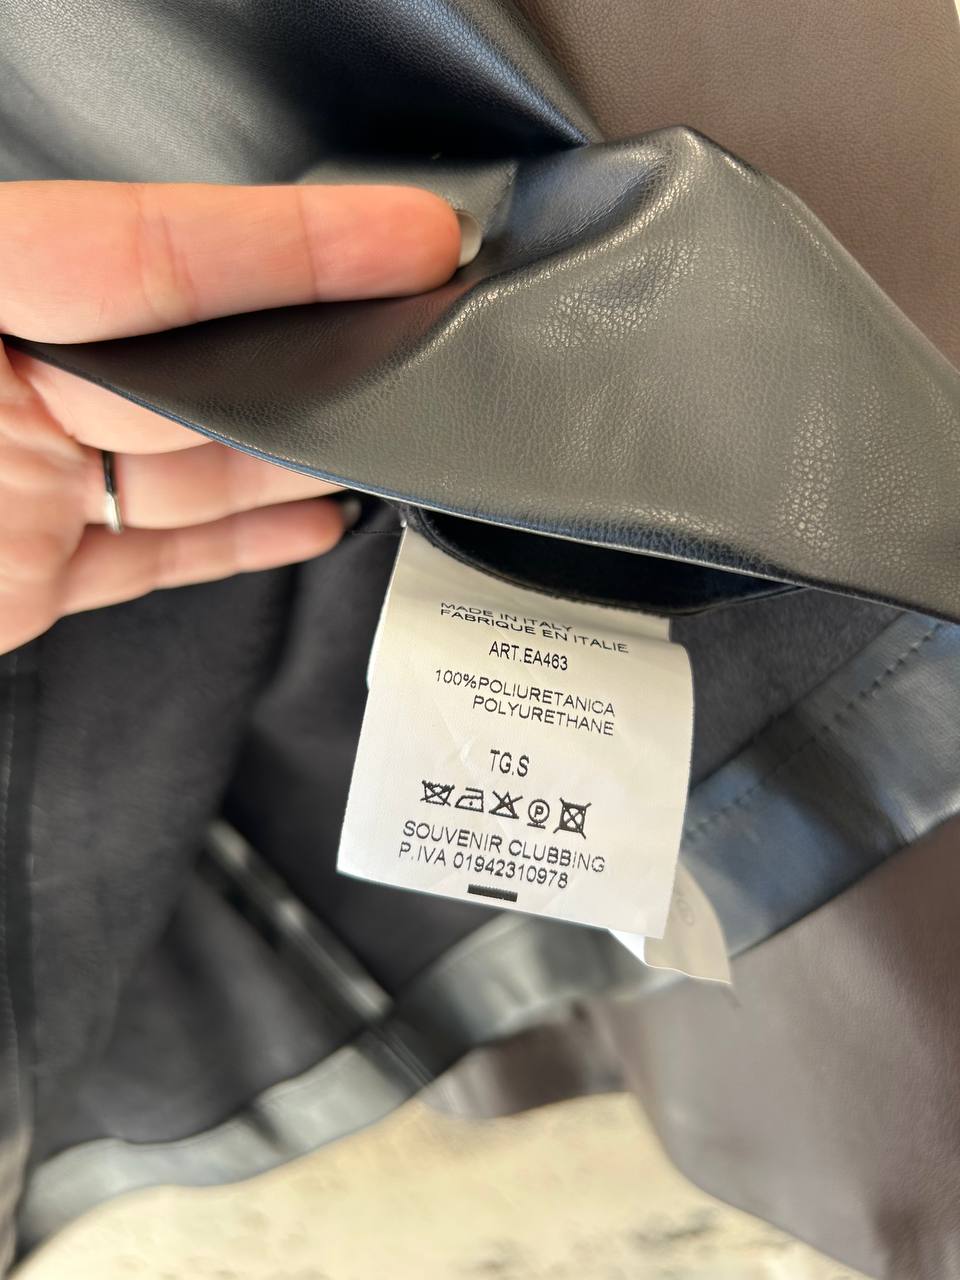 MADE IN ITALY
FABRIQUE EN ITALIE
ART.EA463
100%POLIURETANICA
POLYURETHANE
TG.S
P
SOUVENIR CLUBBING
P.IVA 01942310978